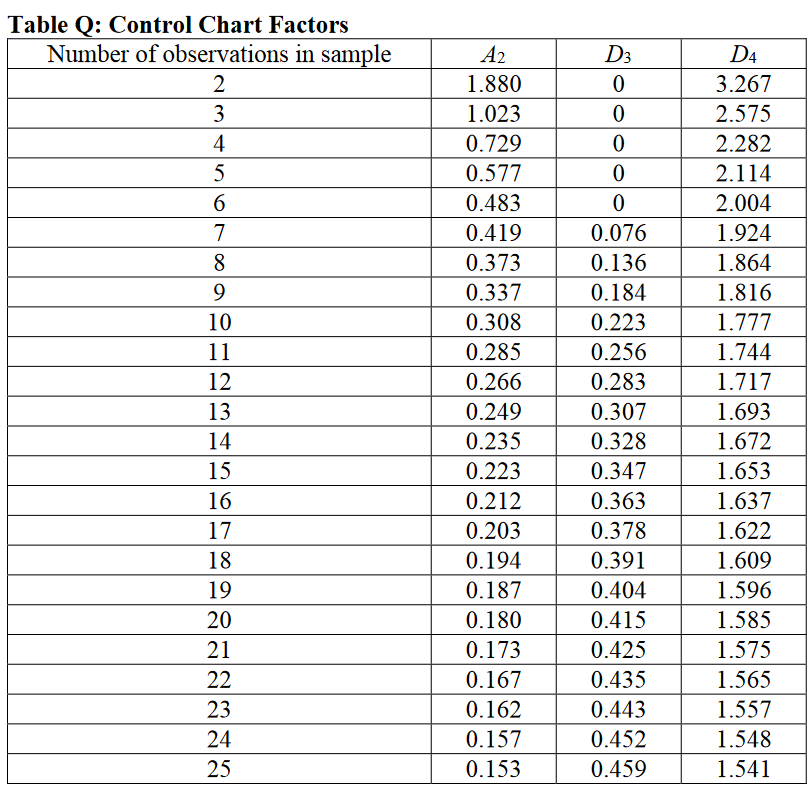 Table Q: Control Chart Factors
Number of observations in sample A2 D3 D4
2 1.880 0 3.267
3 1.023 0 2.575
4 0.729 0 2.282
5 0.577 0 2.114
6 0.483 0 2.004
7 0.419 0.076 1.924
8 0.373 0.136 1.864
9 0.337 0.184 1.816
10 0.308 0.223 1.777
11 0.285 0.256 1.744
12 0.266 0.283 1.717
13 0.249 0.307 1.693
14 0.235 0.328 1.672
15 0.223 0.347 1.653
16 0.212 0.363 1.637
17 0.203 0.378 1.622
18 0.194 0.391 1.609
19 0.187 0.404 1.596
20 0.180 0.415 1.585
21 0.173 0.425 1.575
22 0.167 0.435 1.565
23 0.162 0.443 1.557
24 0.157 0.452 1.548
25 0.153 0.459 1.541